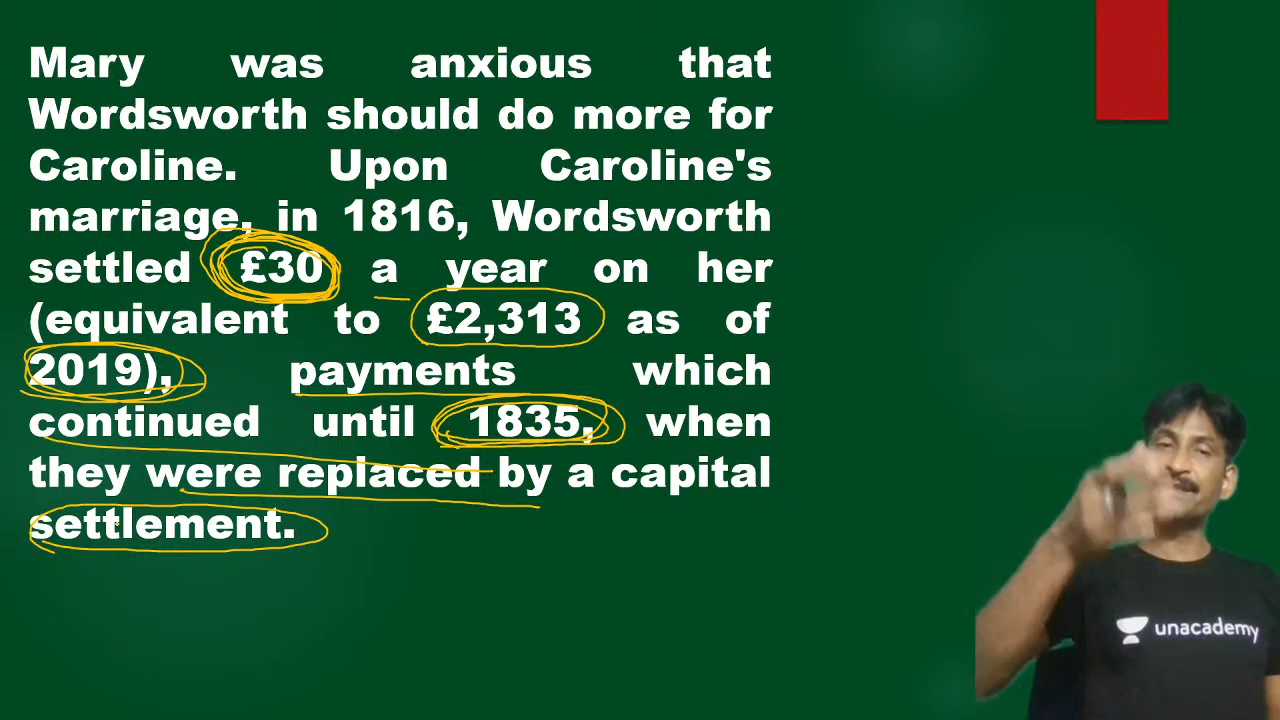 Mary was anxious that
Wordsworth should do more for
Caroline. Upon Caroline's
marriage, in 1816, Wordsworth
settled £30 a year on her
(equivalent to £2,313 as of
2019), payments which
continued until 1835, when
they were replaced by a capital
settlement.
unacademy